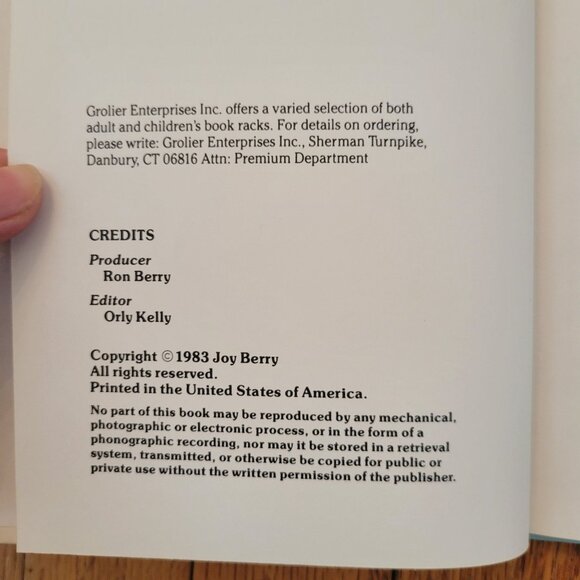 Grolier Enterprises Inc. offers a varied selection of both
adult and children's book racks. For details on ordering,
please write: Grolier Enterprises Inc., Sherman Turnpike,
Danbury, CT 06816 Attn: Premium Department
CREDITS
Producer
Ron Berry
Editor
Orly Kelly
Copyright © 1983 Joy Berry
All rights reserved.
Printed in the United States of America.
No part of this book may be reproduced by any mechanical,
photographic or electronic process, or in the form of a
phonographic recording, nor may it be stored in a retrieval
system, transmitted, or otherwise be copied for public or
private use without the written permission of the publisher.